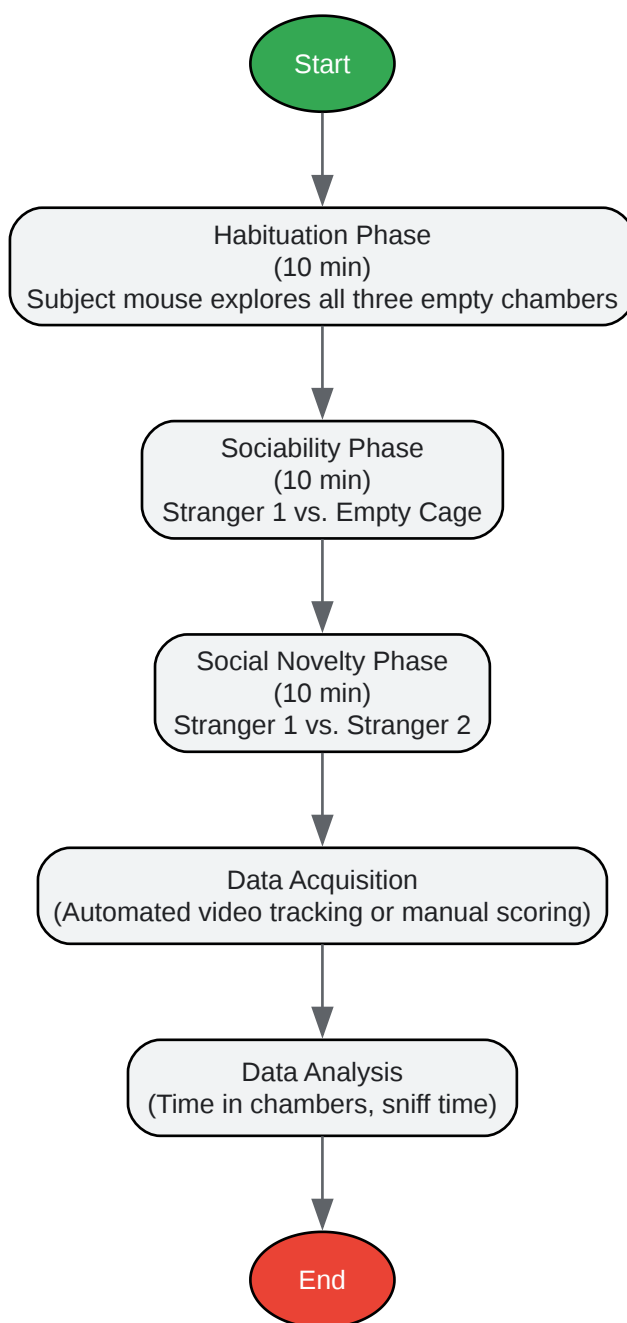 Start
Habituation Phase
(10 min)
Subject mouse explores all three empty chambers
Sociability Phase
(10 min)
Stranger 1 vs. Empty Cage
Social Novelty Phase
(10 min)
Stranger 1 vs. Stranger 2
Data Acquisition
(Automated video tracking or manual scoring)
Data Analysis
(Time in chambers, sniff time)
End